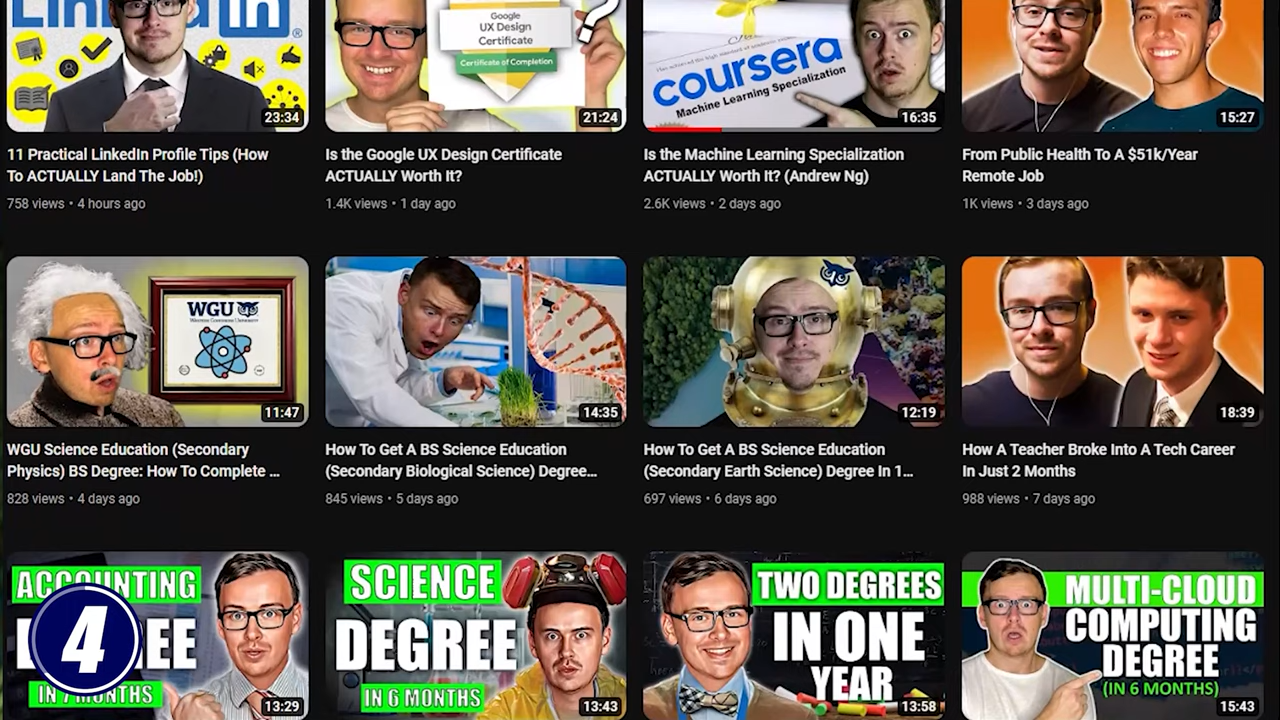 LinkedIn
®
23:34
Google
UX Design
Certificate
Certificate of Completion
?
21:24
coursera
Machine Learning Specialization
16:35
15:27
11 Practical LinkedIn Profile Tips (How
To ACTUALLY Land The Job!)
758 views • 4 hours ago
Is the Google UX Design Certificate
ACTUALLY Worth It?
1.4K views • 1 day ago
Is the Machine Learning Specialization
ACTUALLY Worth It? (Andrew Ng)
2.6K views • 2 days ago
From Public Health To A $51k/Year
Remote Job
1K views • 3 days ago
WGU
WESTERN GOVERNORS UNIVERSITY
11:47
14:35
12:19
18:39
WGU Science Education (Secondary
Physics) BS Degree: How To Complete ...
828 views • 4 days ago
How To Get A BS Science Education
(Secondary Biological Science) Degree...
845 views • 5 days ago
How To Get A BS Science Education
(Secondary Earth Science) Degree In 1...
697 views • 6 days ago
How A Teacher Broke Into A Tech Career
In Just 2 Months
988 views • 7 days ago
ACCOUNTING
DEGREE
IN 7 MONTHS
4
13:29
SCIENCE
DEGREE
IN 6 MONTHS
13:43
TWO DEGREES
IN ONE
YEAR
13:58
MULTI-CLOUD
COMPUTING
DEGREE
(IN 6 MONTHS)
15:43